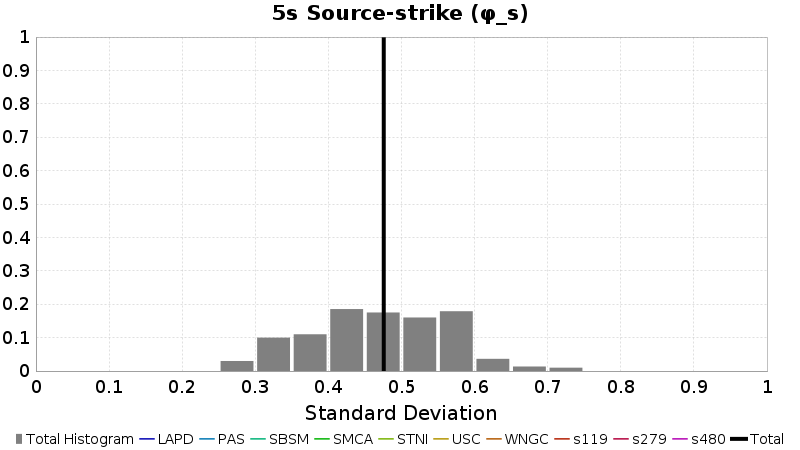 5s Source-strike (φ_s)
1
0.9
0.8
0.7
0.6
0.5
0.4
0.3
0.2
0.1
0
0 0.1 0.2 0.3 0.4 0.5 0.6 0.7 0.8 0.9 1
Standard Deviation
Total Histogram LAPD PAS SBSM SMCA STNI USC WNGC s119 s279 s480 Total